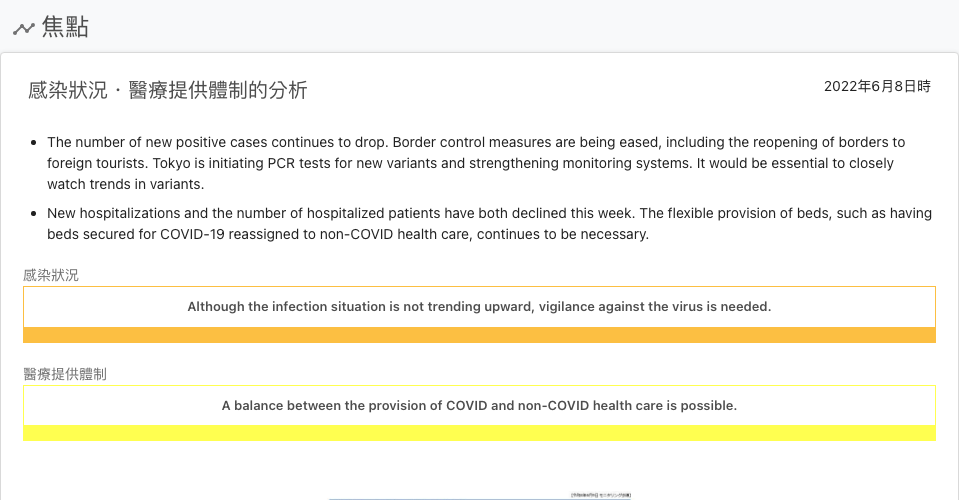 焦點
感染狀況・醫療提供體制的分析
2022年6月8日時
The number of new positive cases continues to drop. Border control measures are being eased, including the reopening of borders to
foreign tourists. Tokyo is initiating PCR tests for new variants and strengthening monitoring systems. It would be essential to closely
watch trends in variants.
New hospitalizations and the number of hospitalized patients have both declined this week. The flexible provision of beds, such as having
beds secured for COVID-19 reassigned to non-COVID health care, continues to be necessary.
感染狀況
Although the infection situation is not trending upward, vigilance against the virus is needed.
醫療提供體制
A balance between the provision of COVID and non-COVID health care is possible.